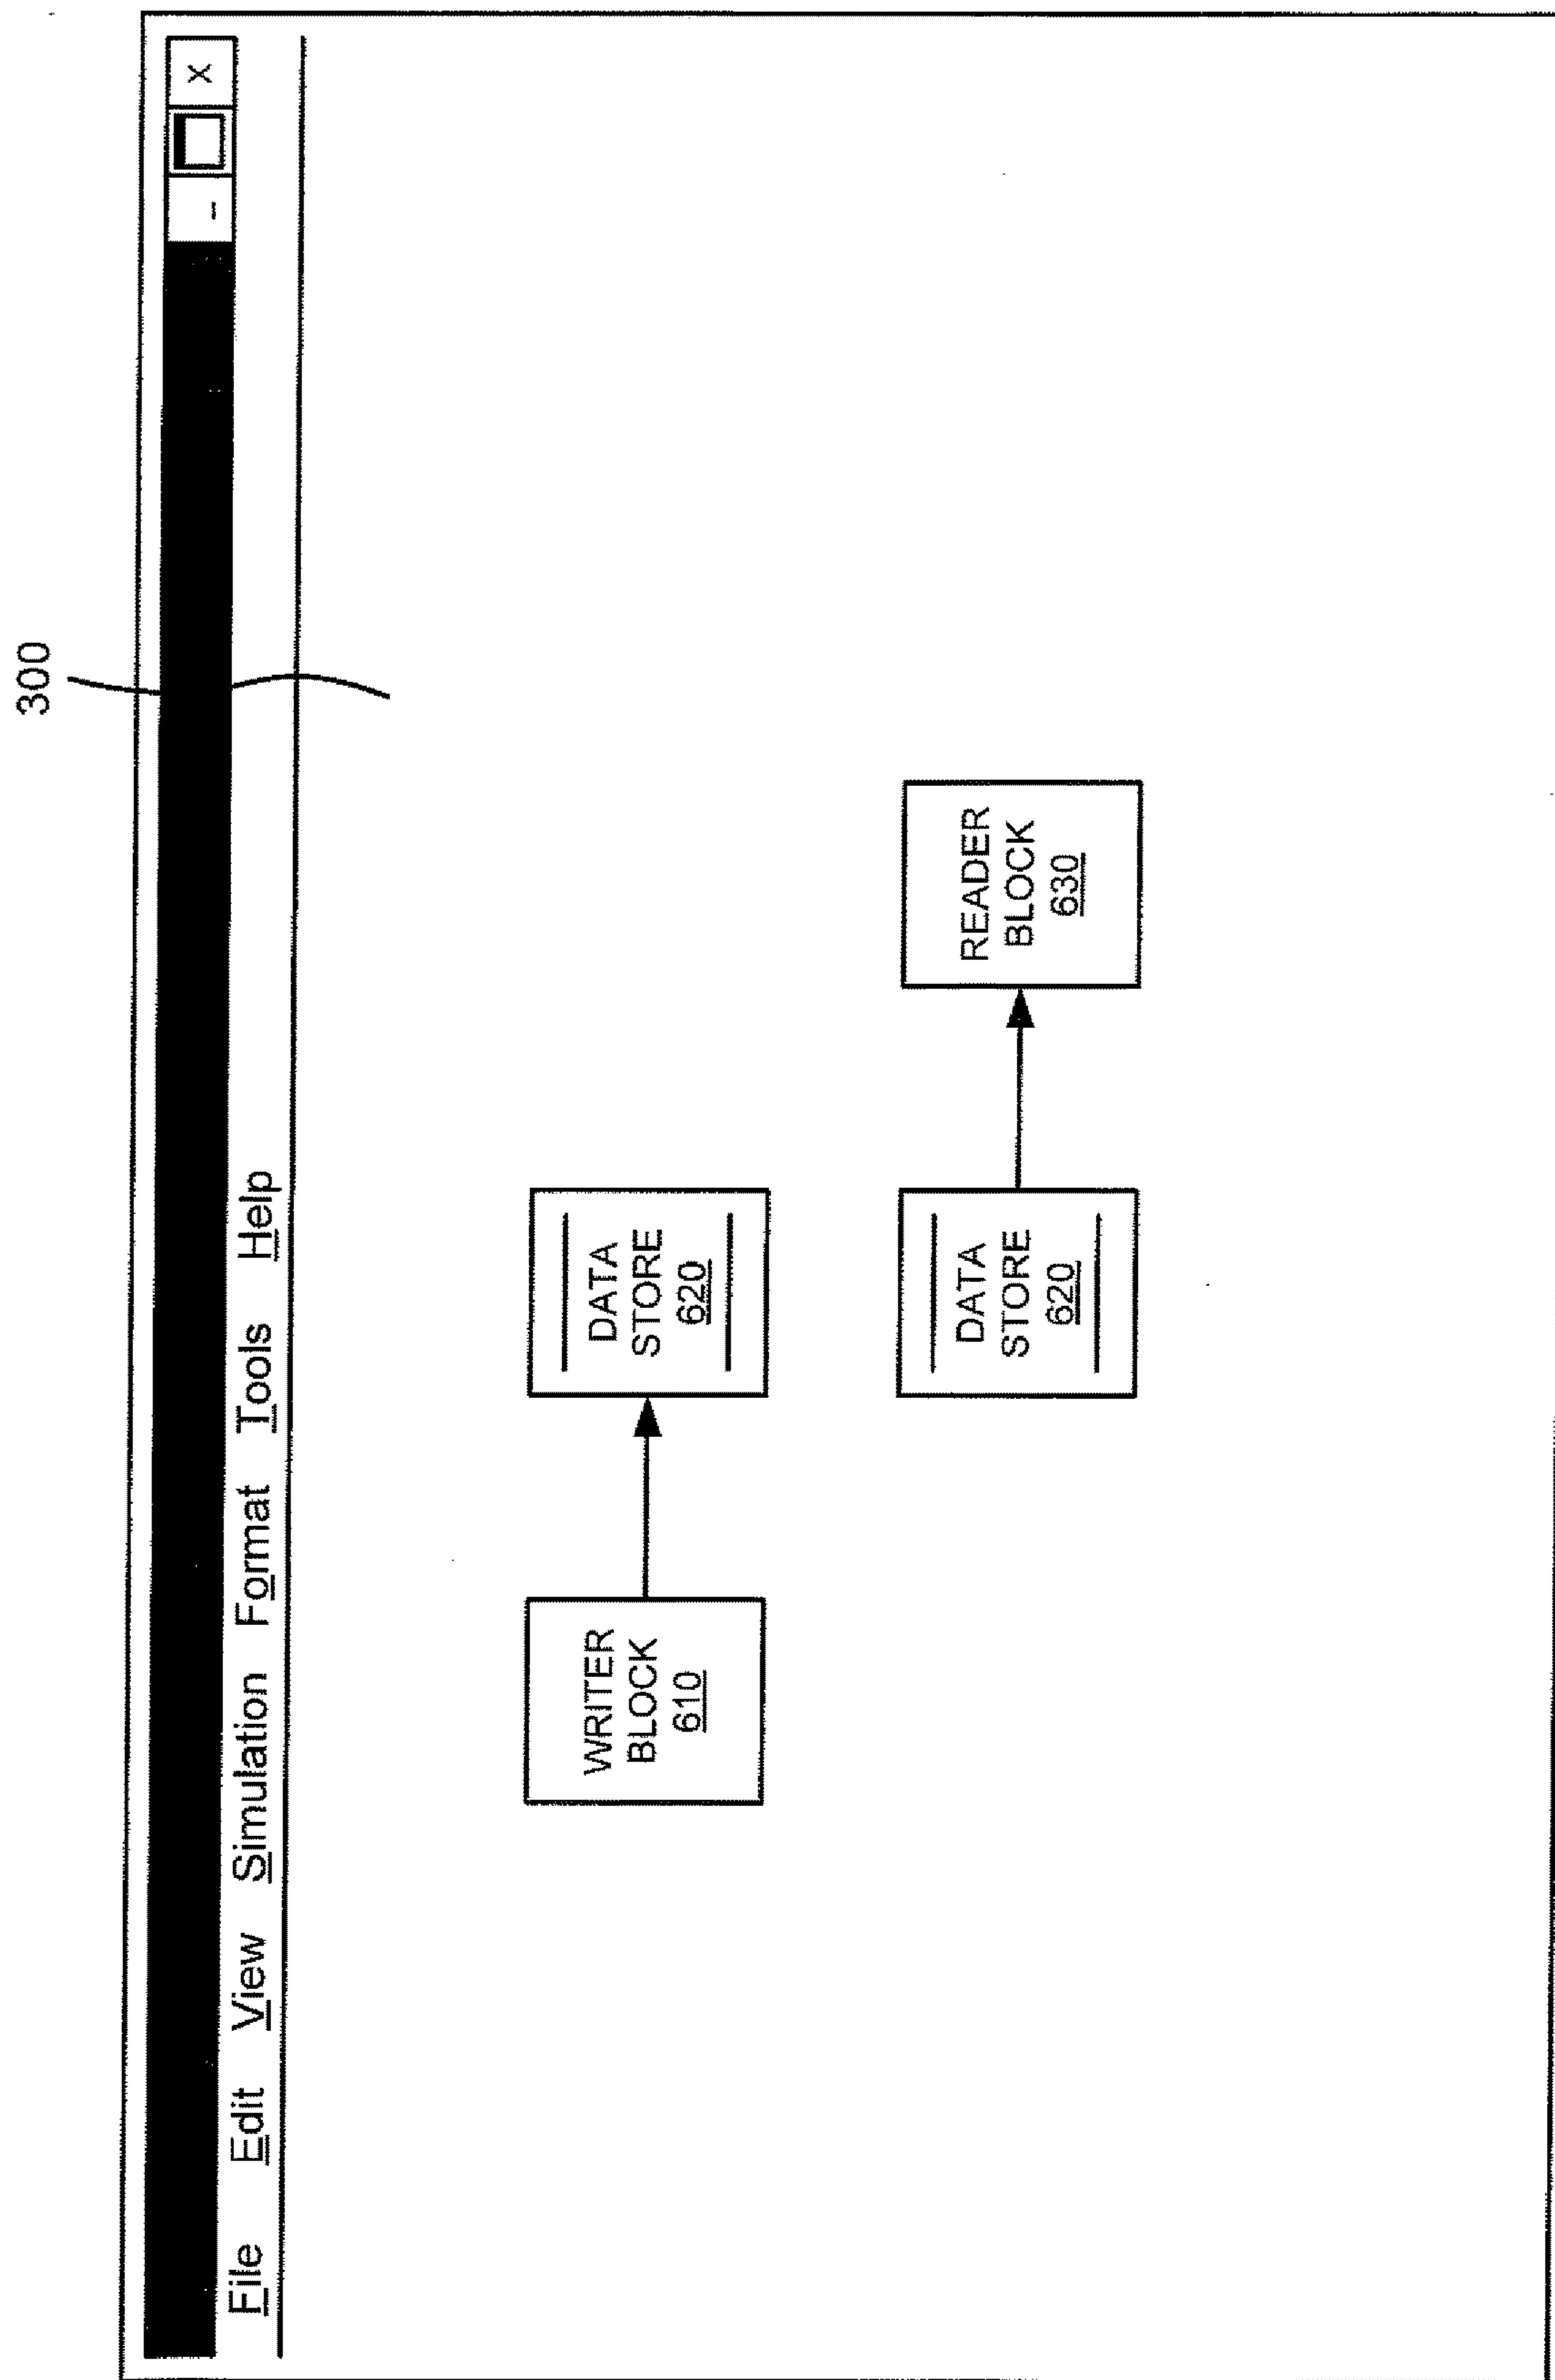 300
- X
File Edit View Simulation Format Tools Help
WRITER
BLOCK
610
DATA
STORE
620
DATA
STORE
620
READER
BLOCK
630